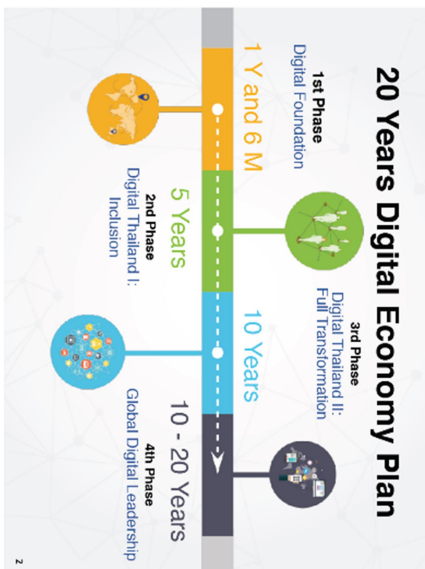 20 Years Digital Economy Plan
1st Phase
Digital Foundation
1 Y and 6 M
5 Years
2nd Phase
Digital Thailand I:
Inclusion
3rd Phase
Digital Thailand II:
Full Transformation
10 Years
10 - 20 Years
4th Phase
Global Digital Leadership
2